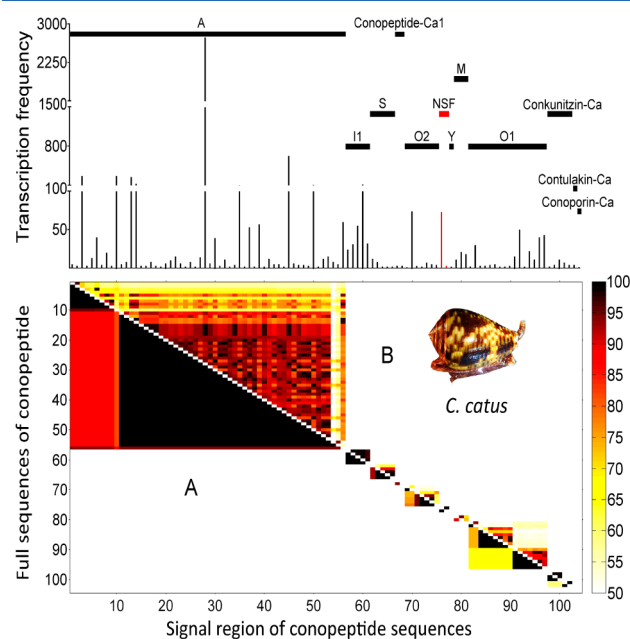 A
Conopeptide-Ca1
M
S
NSF
Conkunitzin-Ca
I1
O2
Y
O1
Contulakin-Ca
Conoporin-Ca
Transcription frequency
3000
2250
1500
800
100
50
Full sequences of conopeptide
10
20
30
40
50
60
70
80
90
100
A
B
C. catus
100
95
90
85
80
75
70
65
60
55
50
10 20 30 40 50 60 70 80 90 100
Signal region of conopeptide sequences